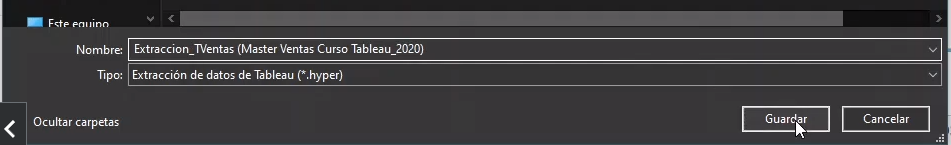 Este equipo
Nombre: Extraccion_TVentas (Master Ventas Curso Tableau_2020)
Tipo: Extracción de datos de Tableau (*.hyper)
Ocultar carpetas
Guardar
Cancelar